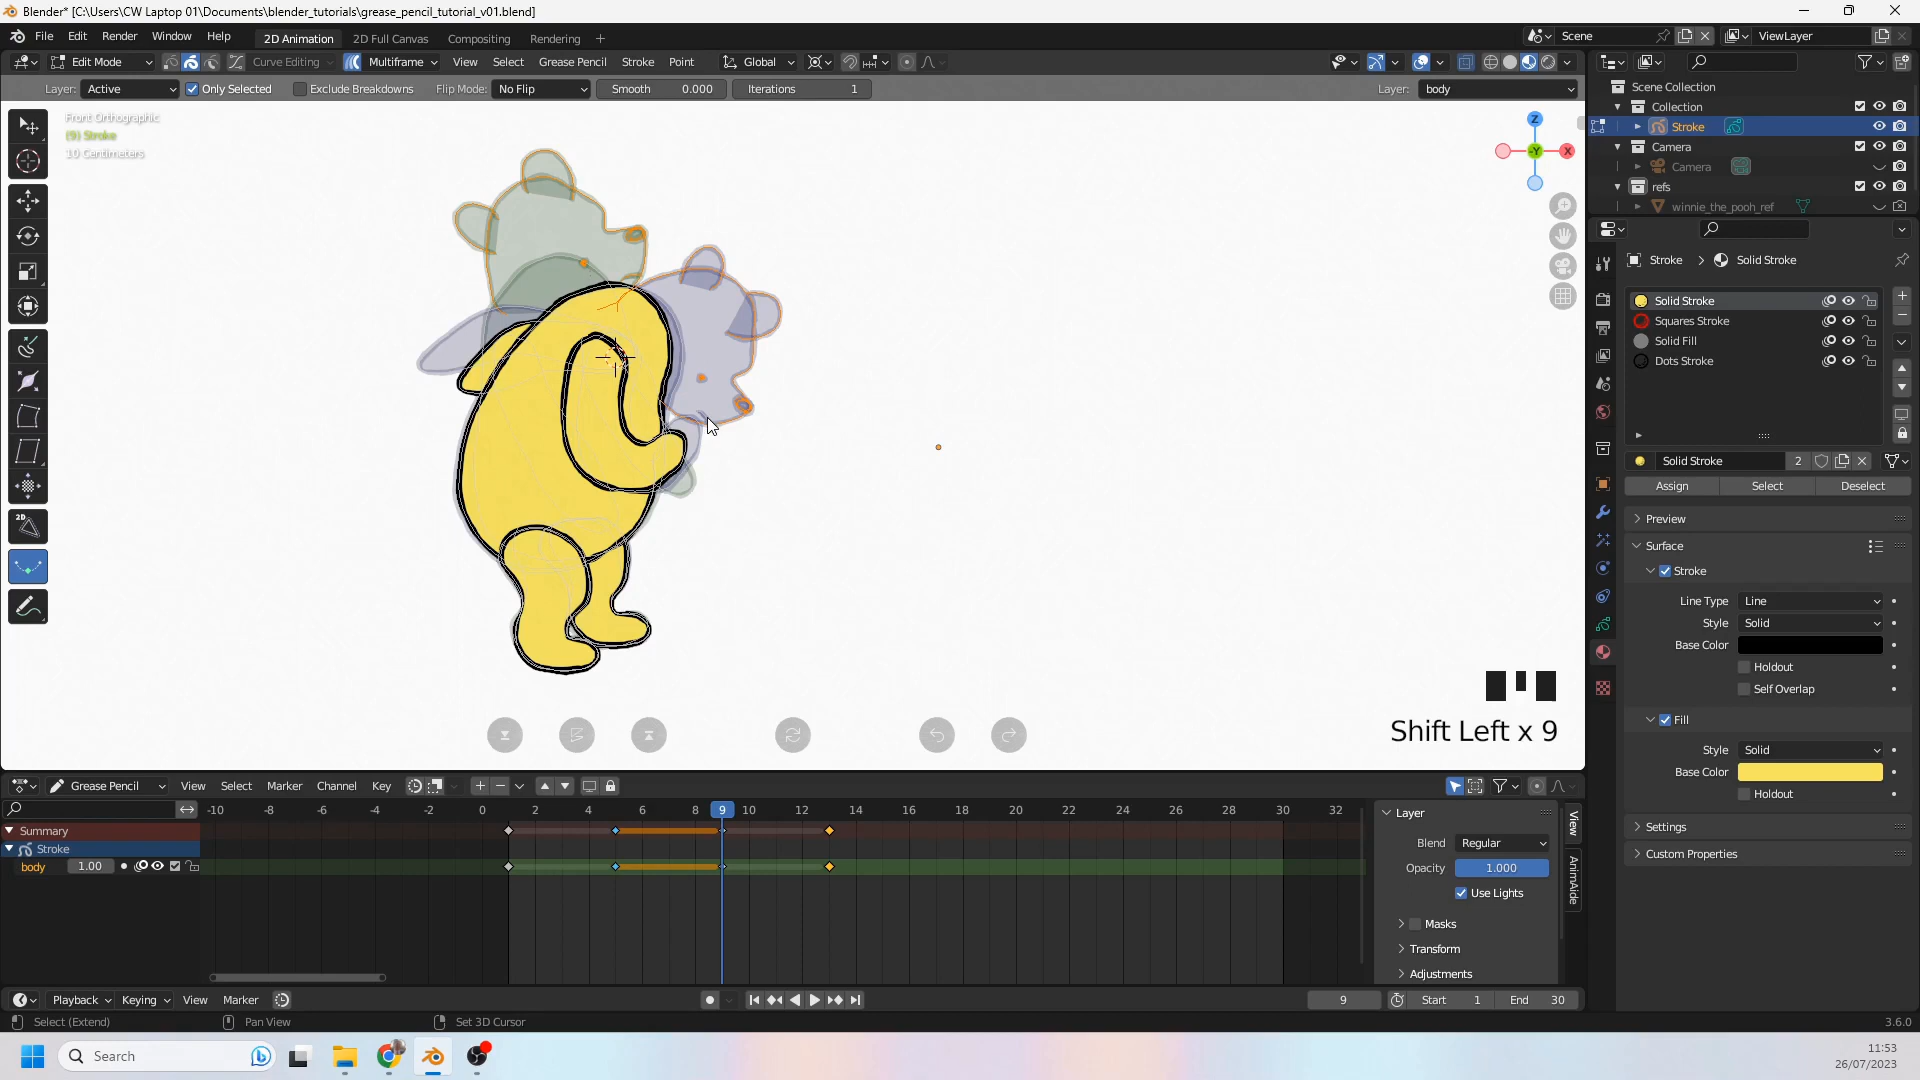 Blender* [C:\Users\CW Laptop 01\Documents\blender_tutorials\grease_pencil_tutorial_v01.blend]
File Edit Render Window Help 2D Animation 2D Full Canvas Compositing Rendering + Scene ViewLayer
Edit Mode Curve Editing Multiframe View Select Grease Pencil Stroke Point Global
Layer: Active Only Selected Exclude Breakdowns Flip Mode: No Flip Smooth 0.000 Iterations 1 Layer: body
Front Orthographic
(9) Stroke
10 Centimeters
Z
-Y X
2D
Shift Left x 9
Scene Collection
Collection
Stroke
Camera
Camera
refs
winnie_the_pooh_ref
Stroke > Solid Stroke
Solid Stroke
Squares Stroke
Solid Fill
Dots Stroke
Solid Stroke 2
Assign Select Deselect
Preview
Surface
Stroke
Line Type Line
Style Solid
Base Color
Holdout
Self Overlap
Fill
Style Solid
Base Color
Holdout
Settings
Custom Properties
Grease Pencil View Select Marker Channel Key
-10 -8 -6 -4 -2 0 2 4 6 8 9 10 12 14 16 18 20 22 24 26 28 30 32
Summary
Stroke
body 1.00
Layer
Blend Regular
Opacity 1.000
Use Lights
Masks
Transform
Adjustments
View
AnimAide
Playback Keying View Marker 9 Start 1 End 30
Select (Extend) Pan View Set 3D Cursor 3.6.0
Search
11:53
26/07/2023